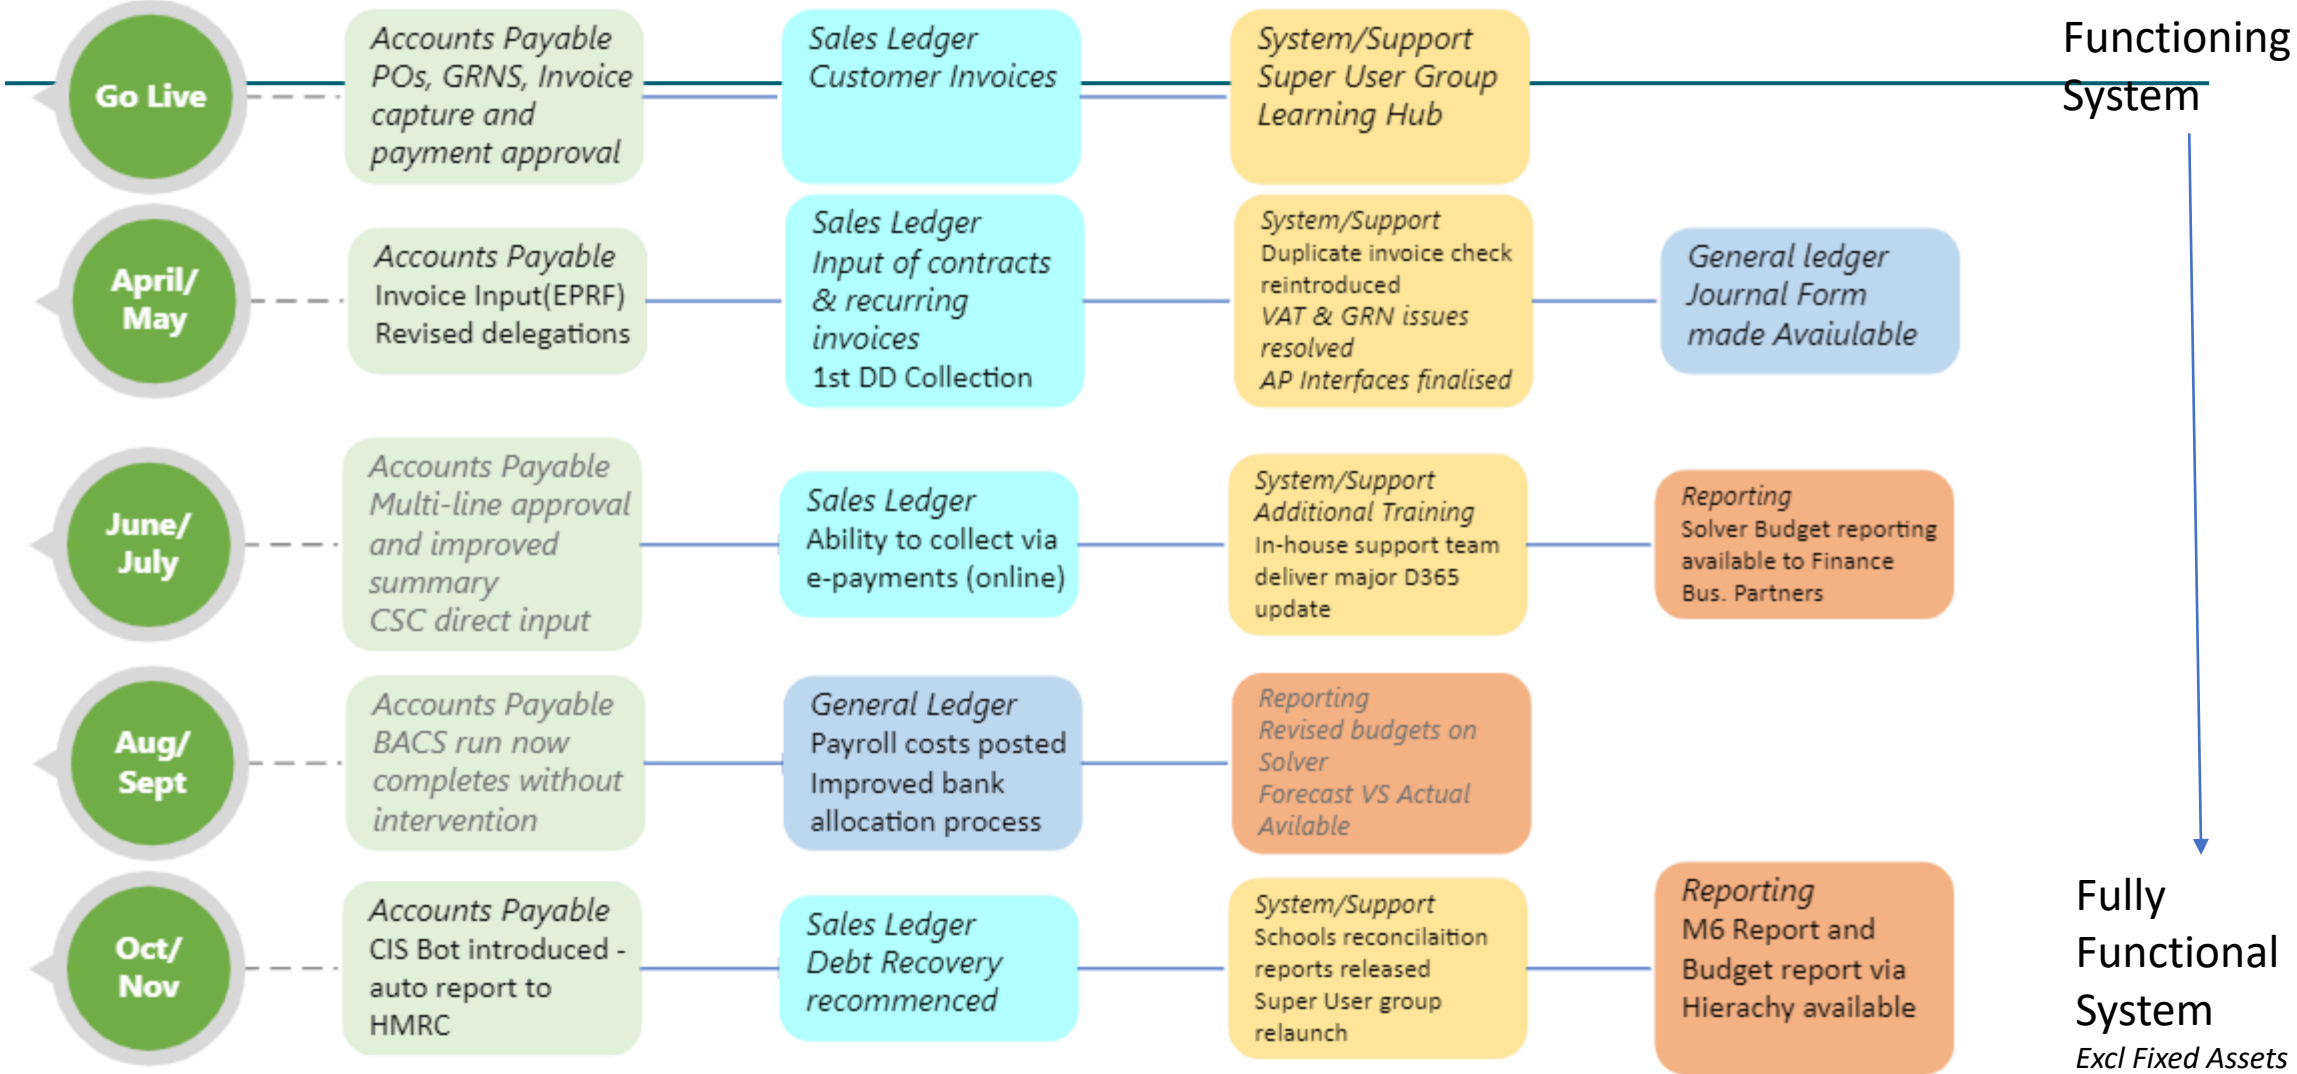 Go Live
Accounts Payable
POs, GRNS, Invoice
capture and
payment approval
Sales Ledger
Customer Invoices
System/Support
Super User Group
Learning Hub
Functioning
System
April/
May
Accounts Payable
Invoice Input(EPRF)
Revised delegations
Sales Ledger
Input of contracts
& recurring
invoices
1st DD Collection
System/Support
Duplicate invoice check
reintroduced
VAT & GRN issues
resolved
AP Interfaces finalised
General ledger
Journal Form
made Avaiulable
June/
July
Accounts Payable
Multi-line approval
and improved
summary
CSC direct input
Sales Ledger
Ability to collect via
e-payments (online)
System/Support
Additional Training
In-house support team
deliver major D365
update
Reporting
Solver Budget reporting
available to Finance
Bus. Partners
Aug/
Sept
Accounts Payable
BACS run now
completes without
intervention
General Ledger
Payroll costs posted
Improved bank
allocation process
Reporting
Revised budgets on
Solver
Forecast VS Actual
Avilable
Oct/
Nov
Accounts Payable
CIS Bot introduced -
auto report to
HMRC
Sales Ledger
Debt Recovery
recommenced
System/Support
Schools reconcilaition
reports released
Super User group
relaunch
Reporting
M6 Report and
Budget report via
Hierachy available
Fully
Functional
System
Excl Fixed Assets